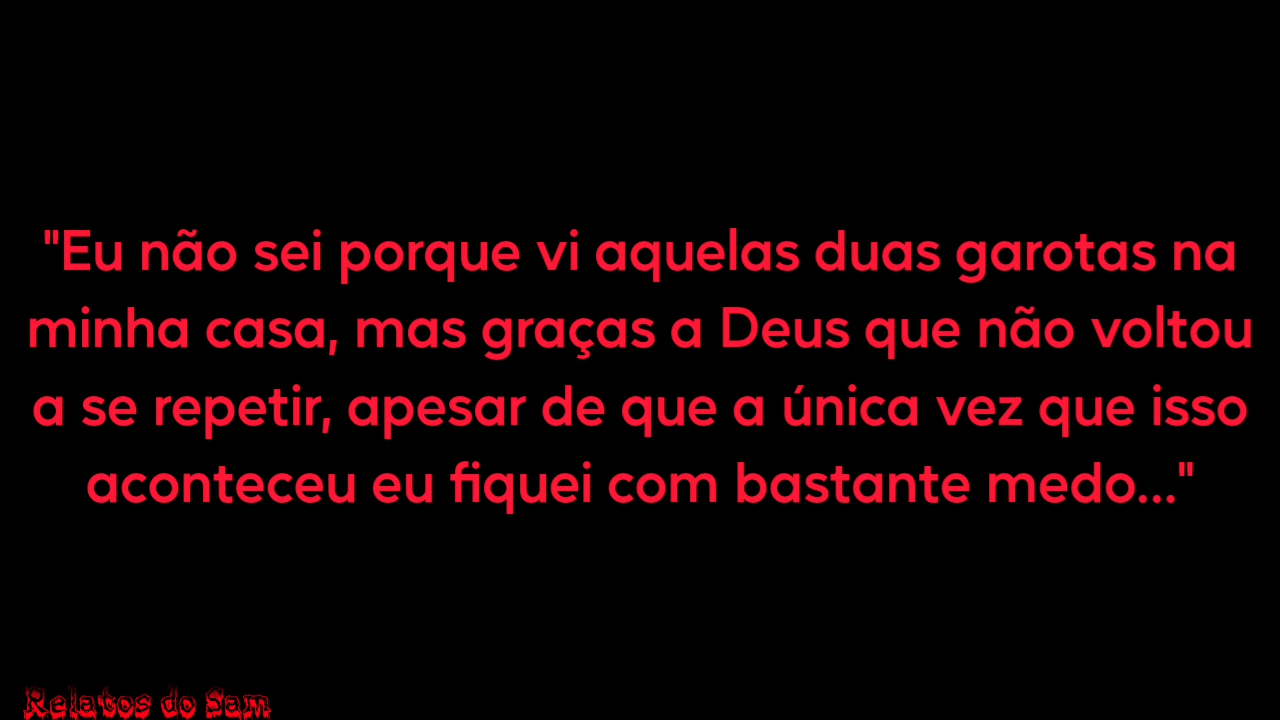 "Eu não sei porque vi aquelas duas garotas na
minha casa, mas graças a Deus que não voltou
a se repetir, apesar de que a única vez que isso
aconteceu eu fiquei com bastante medo..."
Relatos do Sam